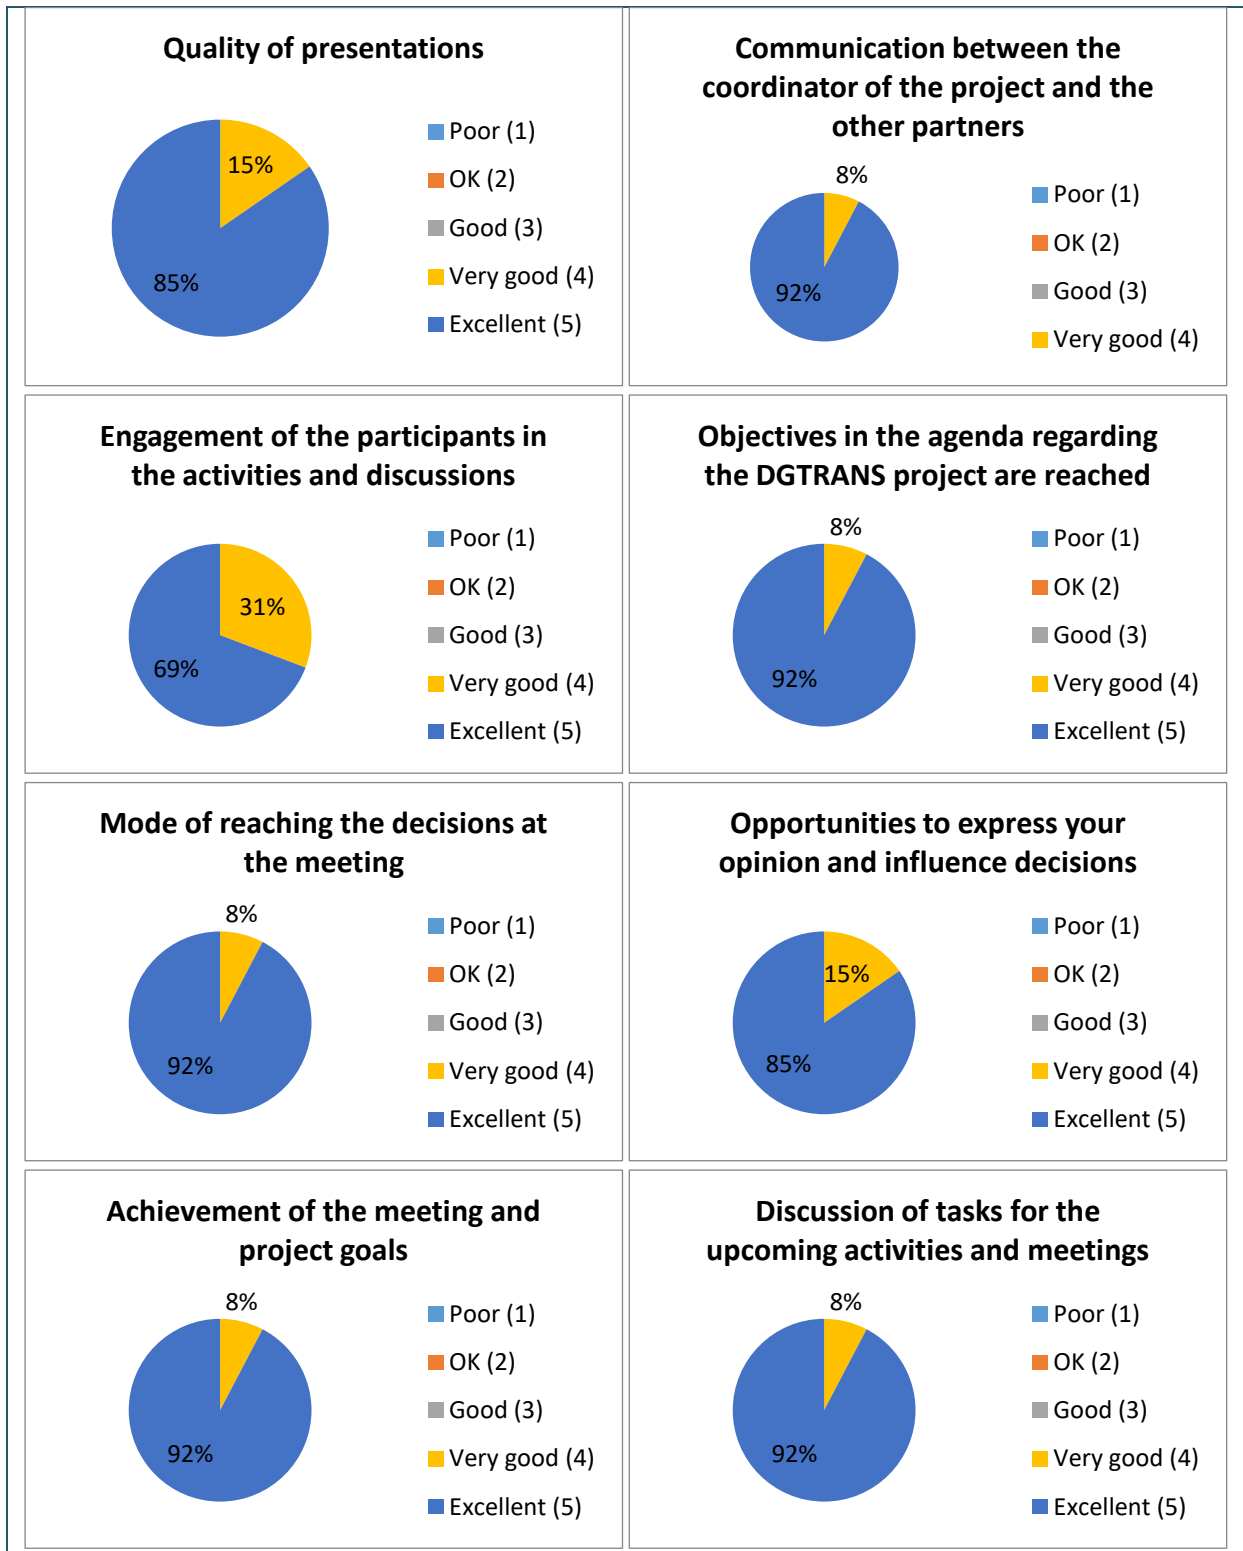 Quality of presentations
15%
85%
Poor (1)
OK (2)
Good (3)
Very good (4)
Excellent (5)
Communication between the
coordinator of the project and the
other partners
8%
92%
Poor (1)
OK (2)
Good (3)
Very good (4)
Engagement of the participants in
the activities and discussions
31%
69%
Poor (1)
OK (2)
Good (3)
Very good (4)
Excellent (5)
Objectives in the agenda regarding
the DGTRANS project are reached
8%
92%
Poor (1)
OK (2)
Good (3)
Very good (4)
Excellent (5)
Mode of reaching the decisions at
the meeting
8%
92%
Poor (1)
OK (2)
Good (3)
Very good (4)
Excellent (5)
Opportunities to express your
opinion and influence decisions
15%
85%
Poor (1)
OK (2)
Good (3)
Very good (4)
Excellent (5)
Achievement of the meeting and
project goals
8%
92%
Poor (1)
OK (2)
Good (3)
Very good (4)
Excellent (5)
Discussion of tasks for the
upcoming activities and meetings
8%
92%
Poor (1)
OK (2)
Good (3)
Very good (4)
Excellent (5)